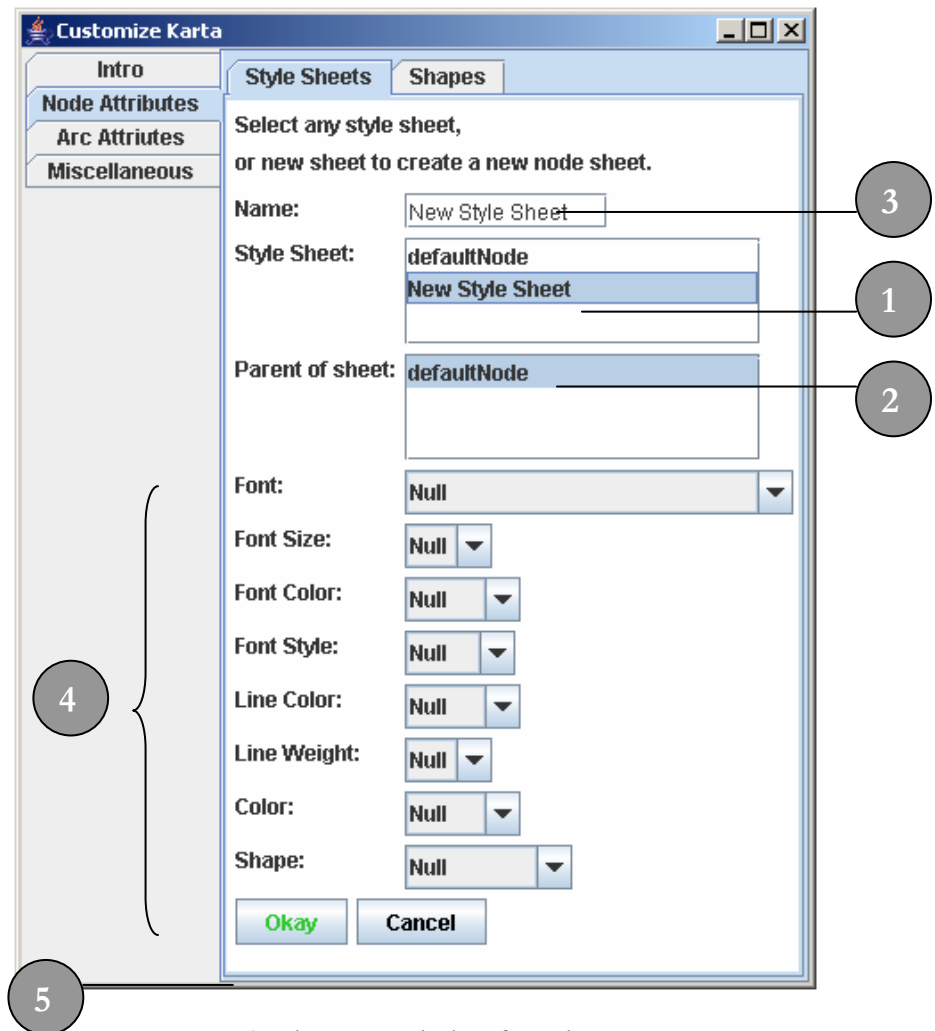 Customize Karta
Intro
Node Attributes
Arc Attriutes
Miscellaneous
Style Sheets Shapes
Select any style sheet,
or new sheet to create a new node sheet.
Name: New Style Sheet
3
Style Sheet: defaultNode
New Style Sheet
1
Parent of sheet: defaultNode
2
Font: Null
Font Size: Null
Font Color: Null
Font Style: Null
4
Line Color: Null
Line Weight: Null
Color: Null
Shape: Null
Okay Cancel
5